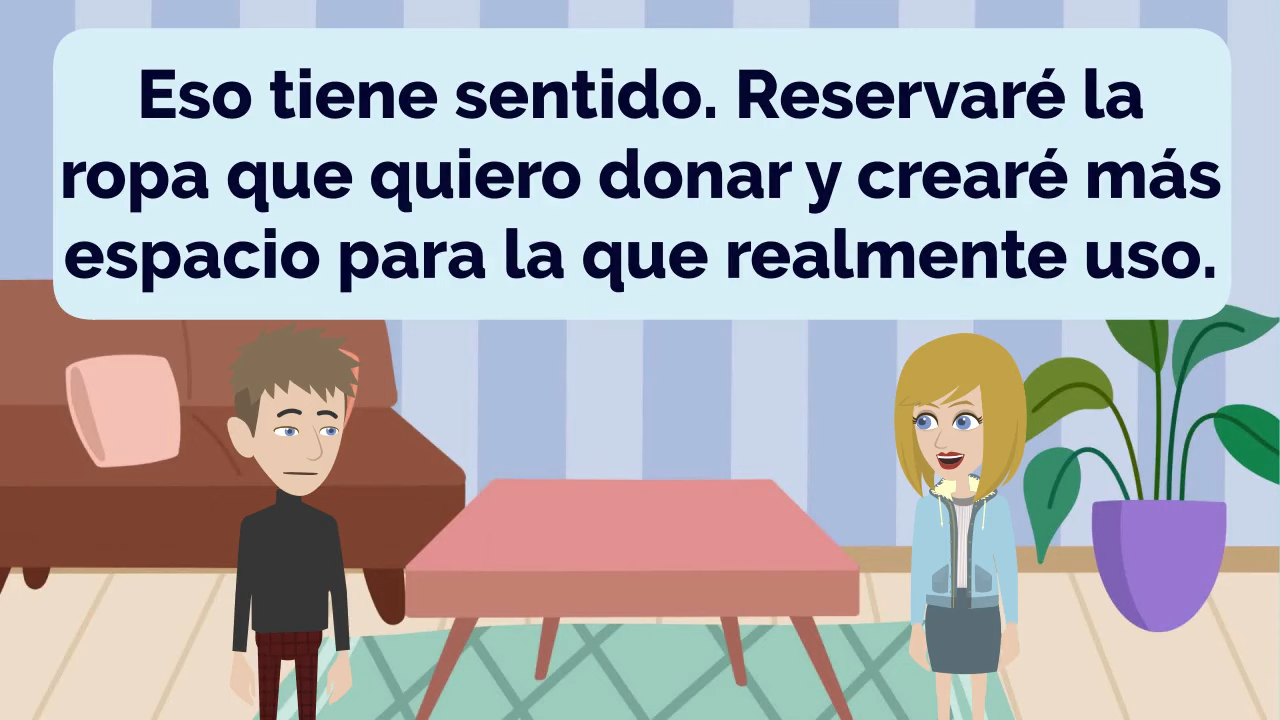 Eso tiene sentido. Reservaré la
ropa que quiero donar y crearé más
espacio para la que realmente uso.